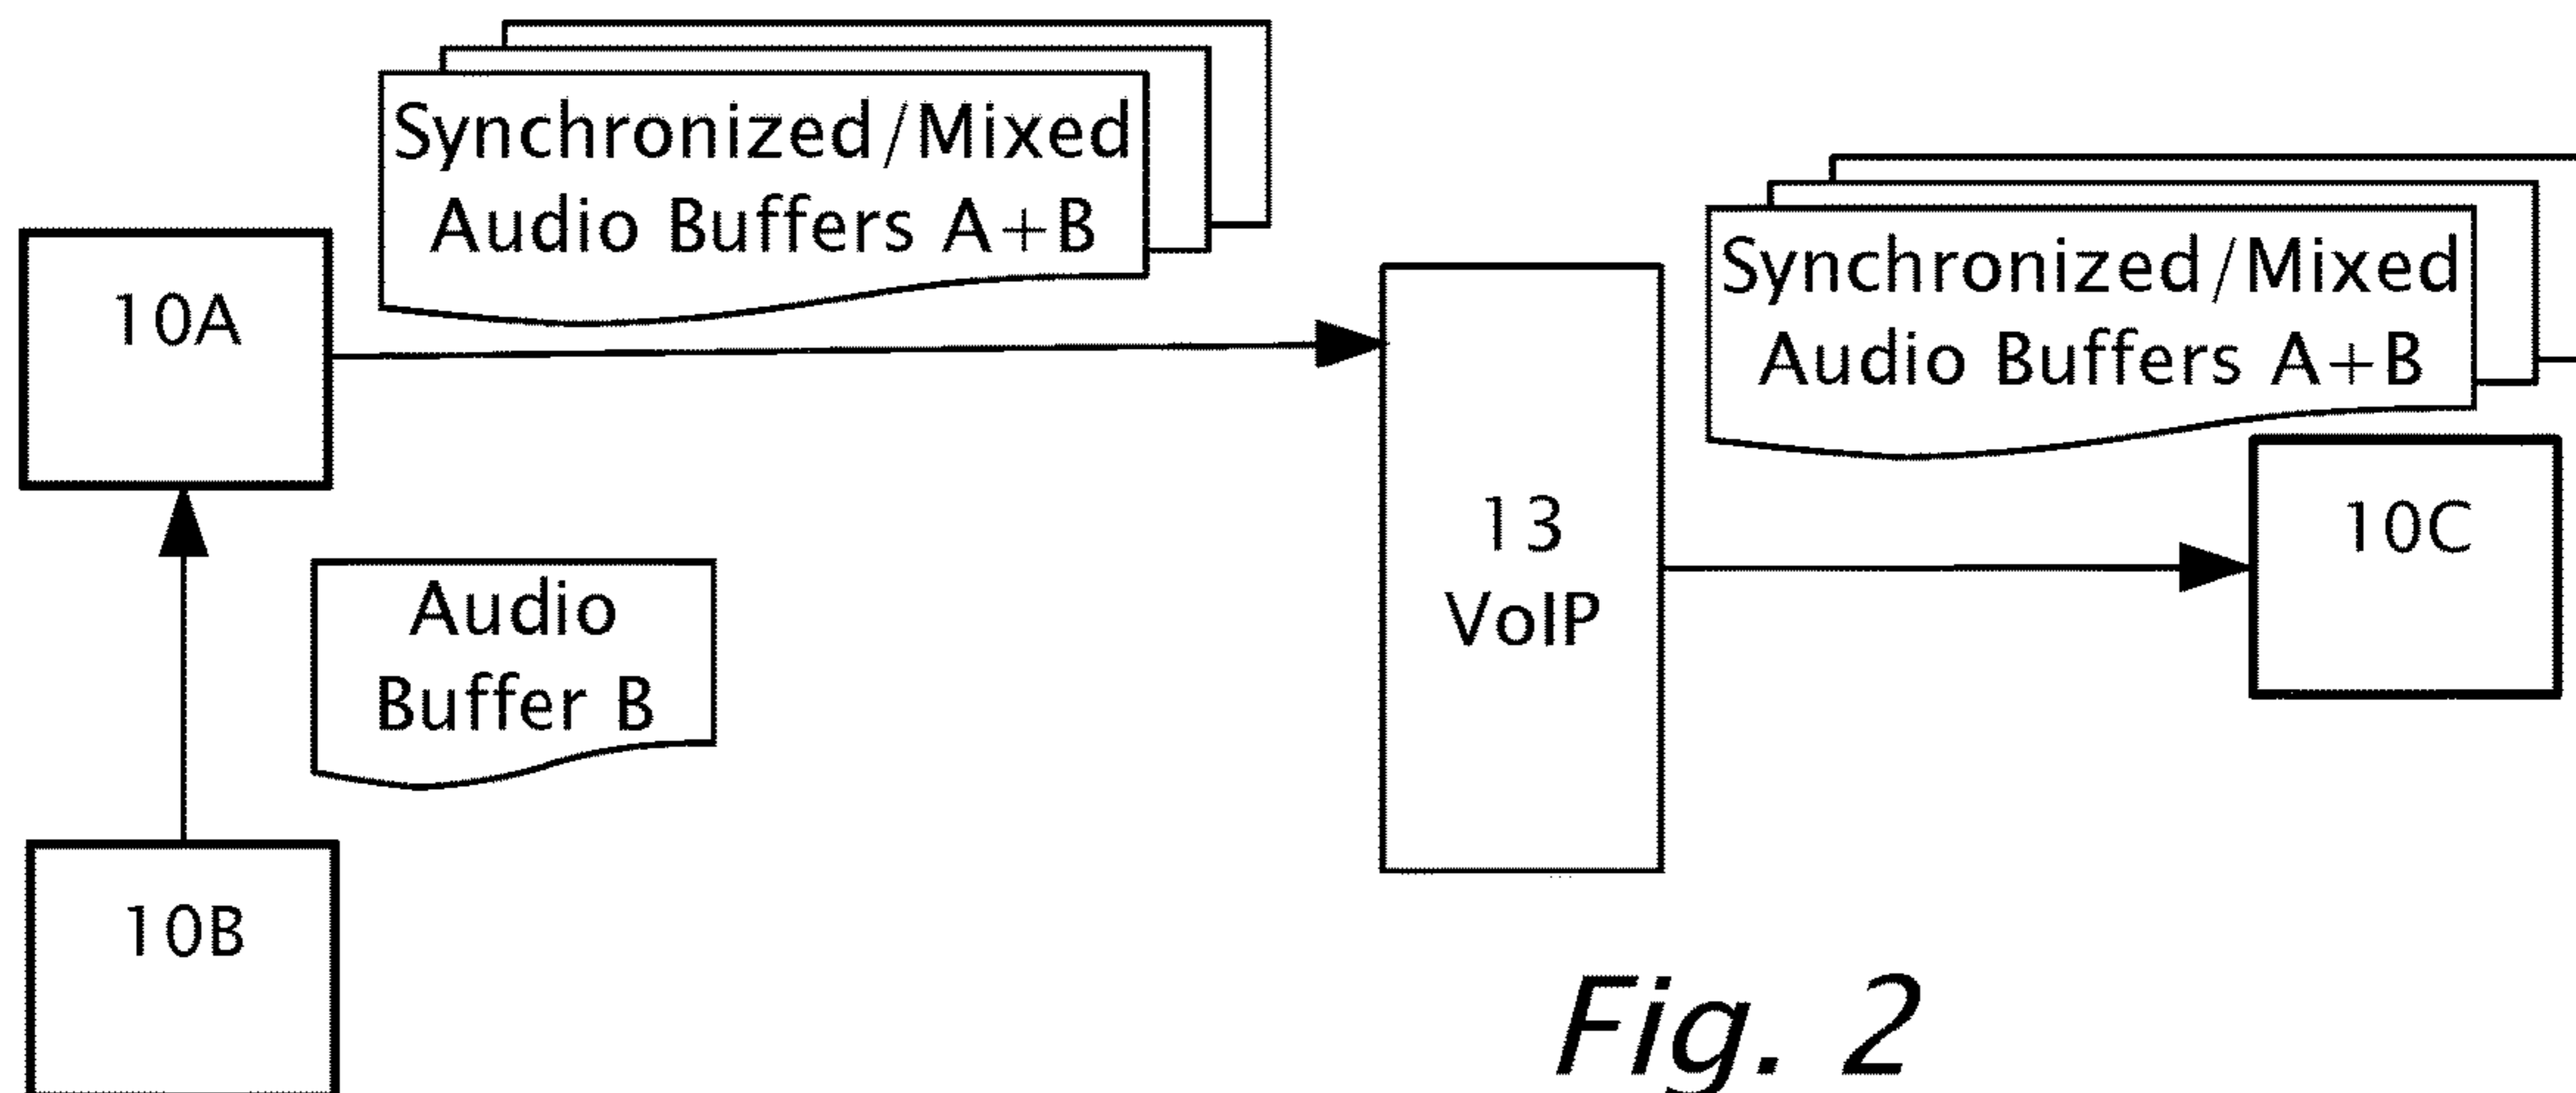 Synchronized/Mixed
Audio Buffers A+B
10A
Synchronized/Mixed
Audio Buffers A+B
13
VoIP
10C
Audio
Buffer B
10B
Fig. 2